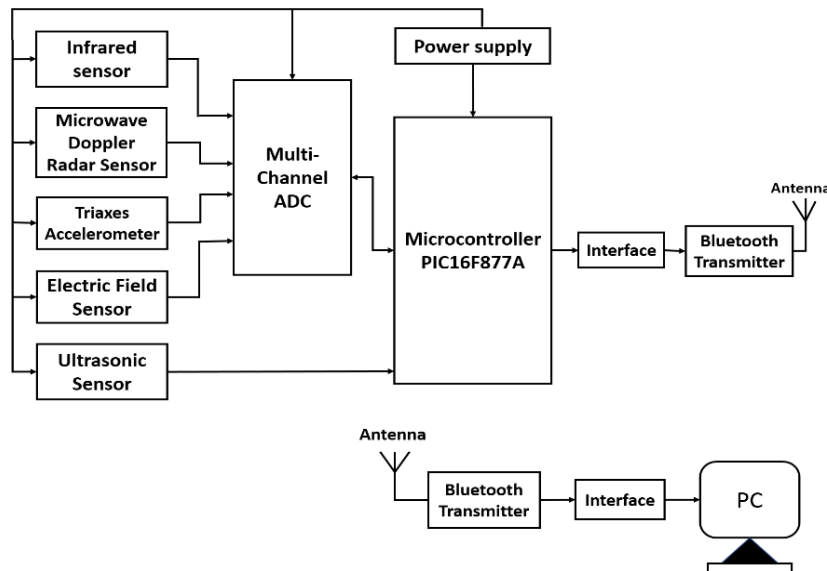 Infrared
sensor
Power supply
Microwave
Doppler
Radar Sensor
Multi-
Channel
ADC
Triaxes
Accelerometer
Electric Field
Sensor
Ultrasonic
Sensor
Microcontroller
PIC16F877A
Interface
Bluetooth
Transmitter
Antenna
Antenna
Bluetooth
Transmitter
Interface
PC